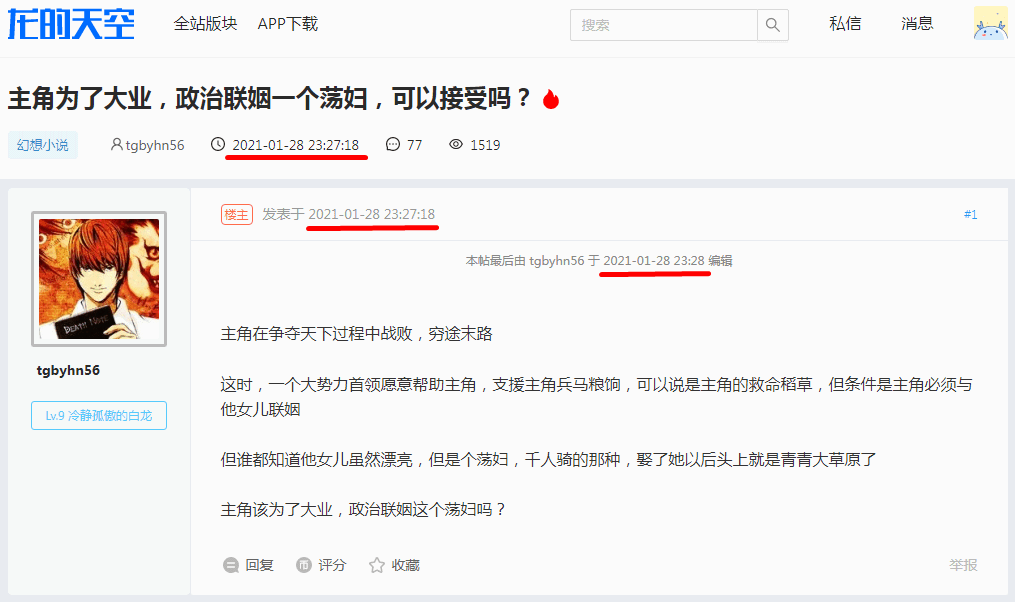 龙的天空
全站版块 APP下载
搜索
私信 消息
主角为了大业，政治联姻一个荡妇，可以接受吗？
幻想小说 tgbyhn56 2021-01-28 23:27:18 77 1519
楼主 发表于 2021-01-28 23:27:18 #1
本帖最后由 tgbyhn56 于 2021-01-28 23:28 编辑
DEATH NOTE
tgbyhn56
Lv.9 冷静孤傲的白龙
主角在争夺天下过程中战败，穷途末路
这时，一个大势力首领愿意帮助主角，支援主角兵马粮饷，可以说是主角的救命稻草，但条件是主角必须与
他女儿联姻
但谁都知道他女儿虽然漂亮，但是个荡妇，千人骑的那种，娶了她以后头上就是青青大草原了
主角该为了大业，政治联姻这个荡妇吗？
回复 币 评分 收藏 举报